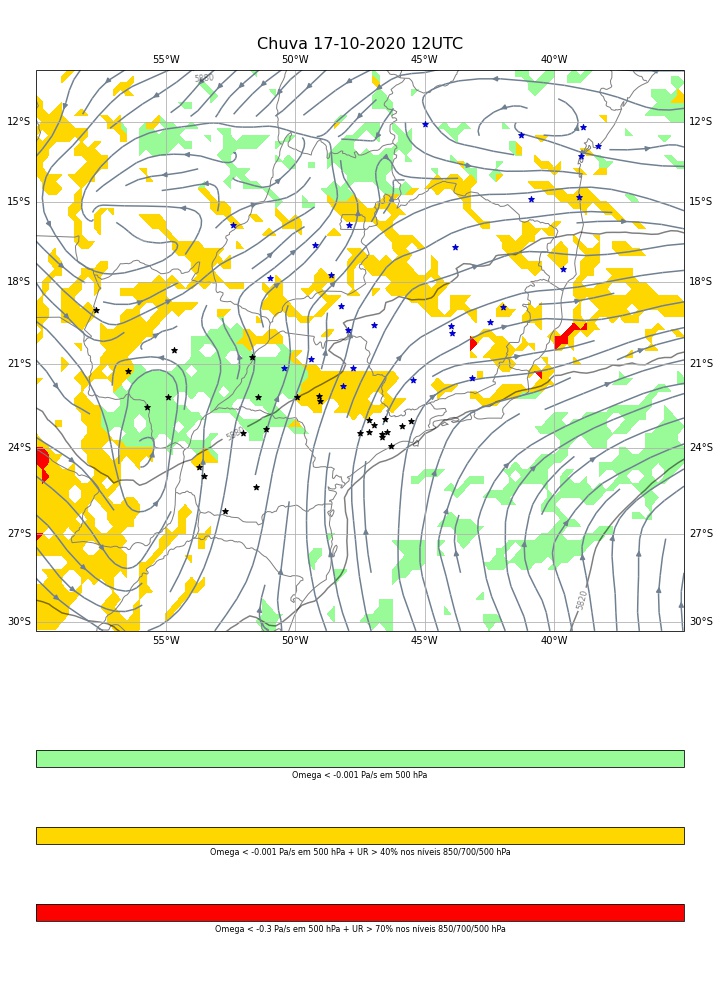 Chuva 17-10-2020 12UTC
55°W 50°W 45°W 40°W
5880
12°S 12°S
15°S 15°S
18°S 18°S
21°S 21°S
24°S 24°S
27°S 27°S
5820
30°S 30°S
55°W 50°W 45°W 40°W
Omega < -0.001 Pa/s em 500 hPa
Omega < -0.001 Pa/s em 500 hPa + UR > 40% nos níveis 850/700/500 hPa
Omega < -0.3 Pa/s em 500 hPa + UR > 70% nos níveis 850/700/500 hPa